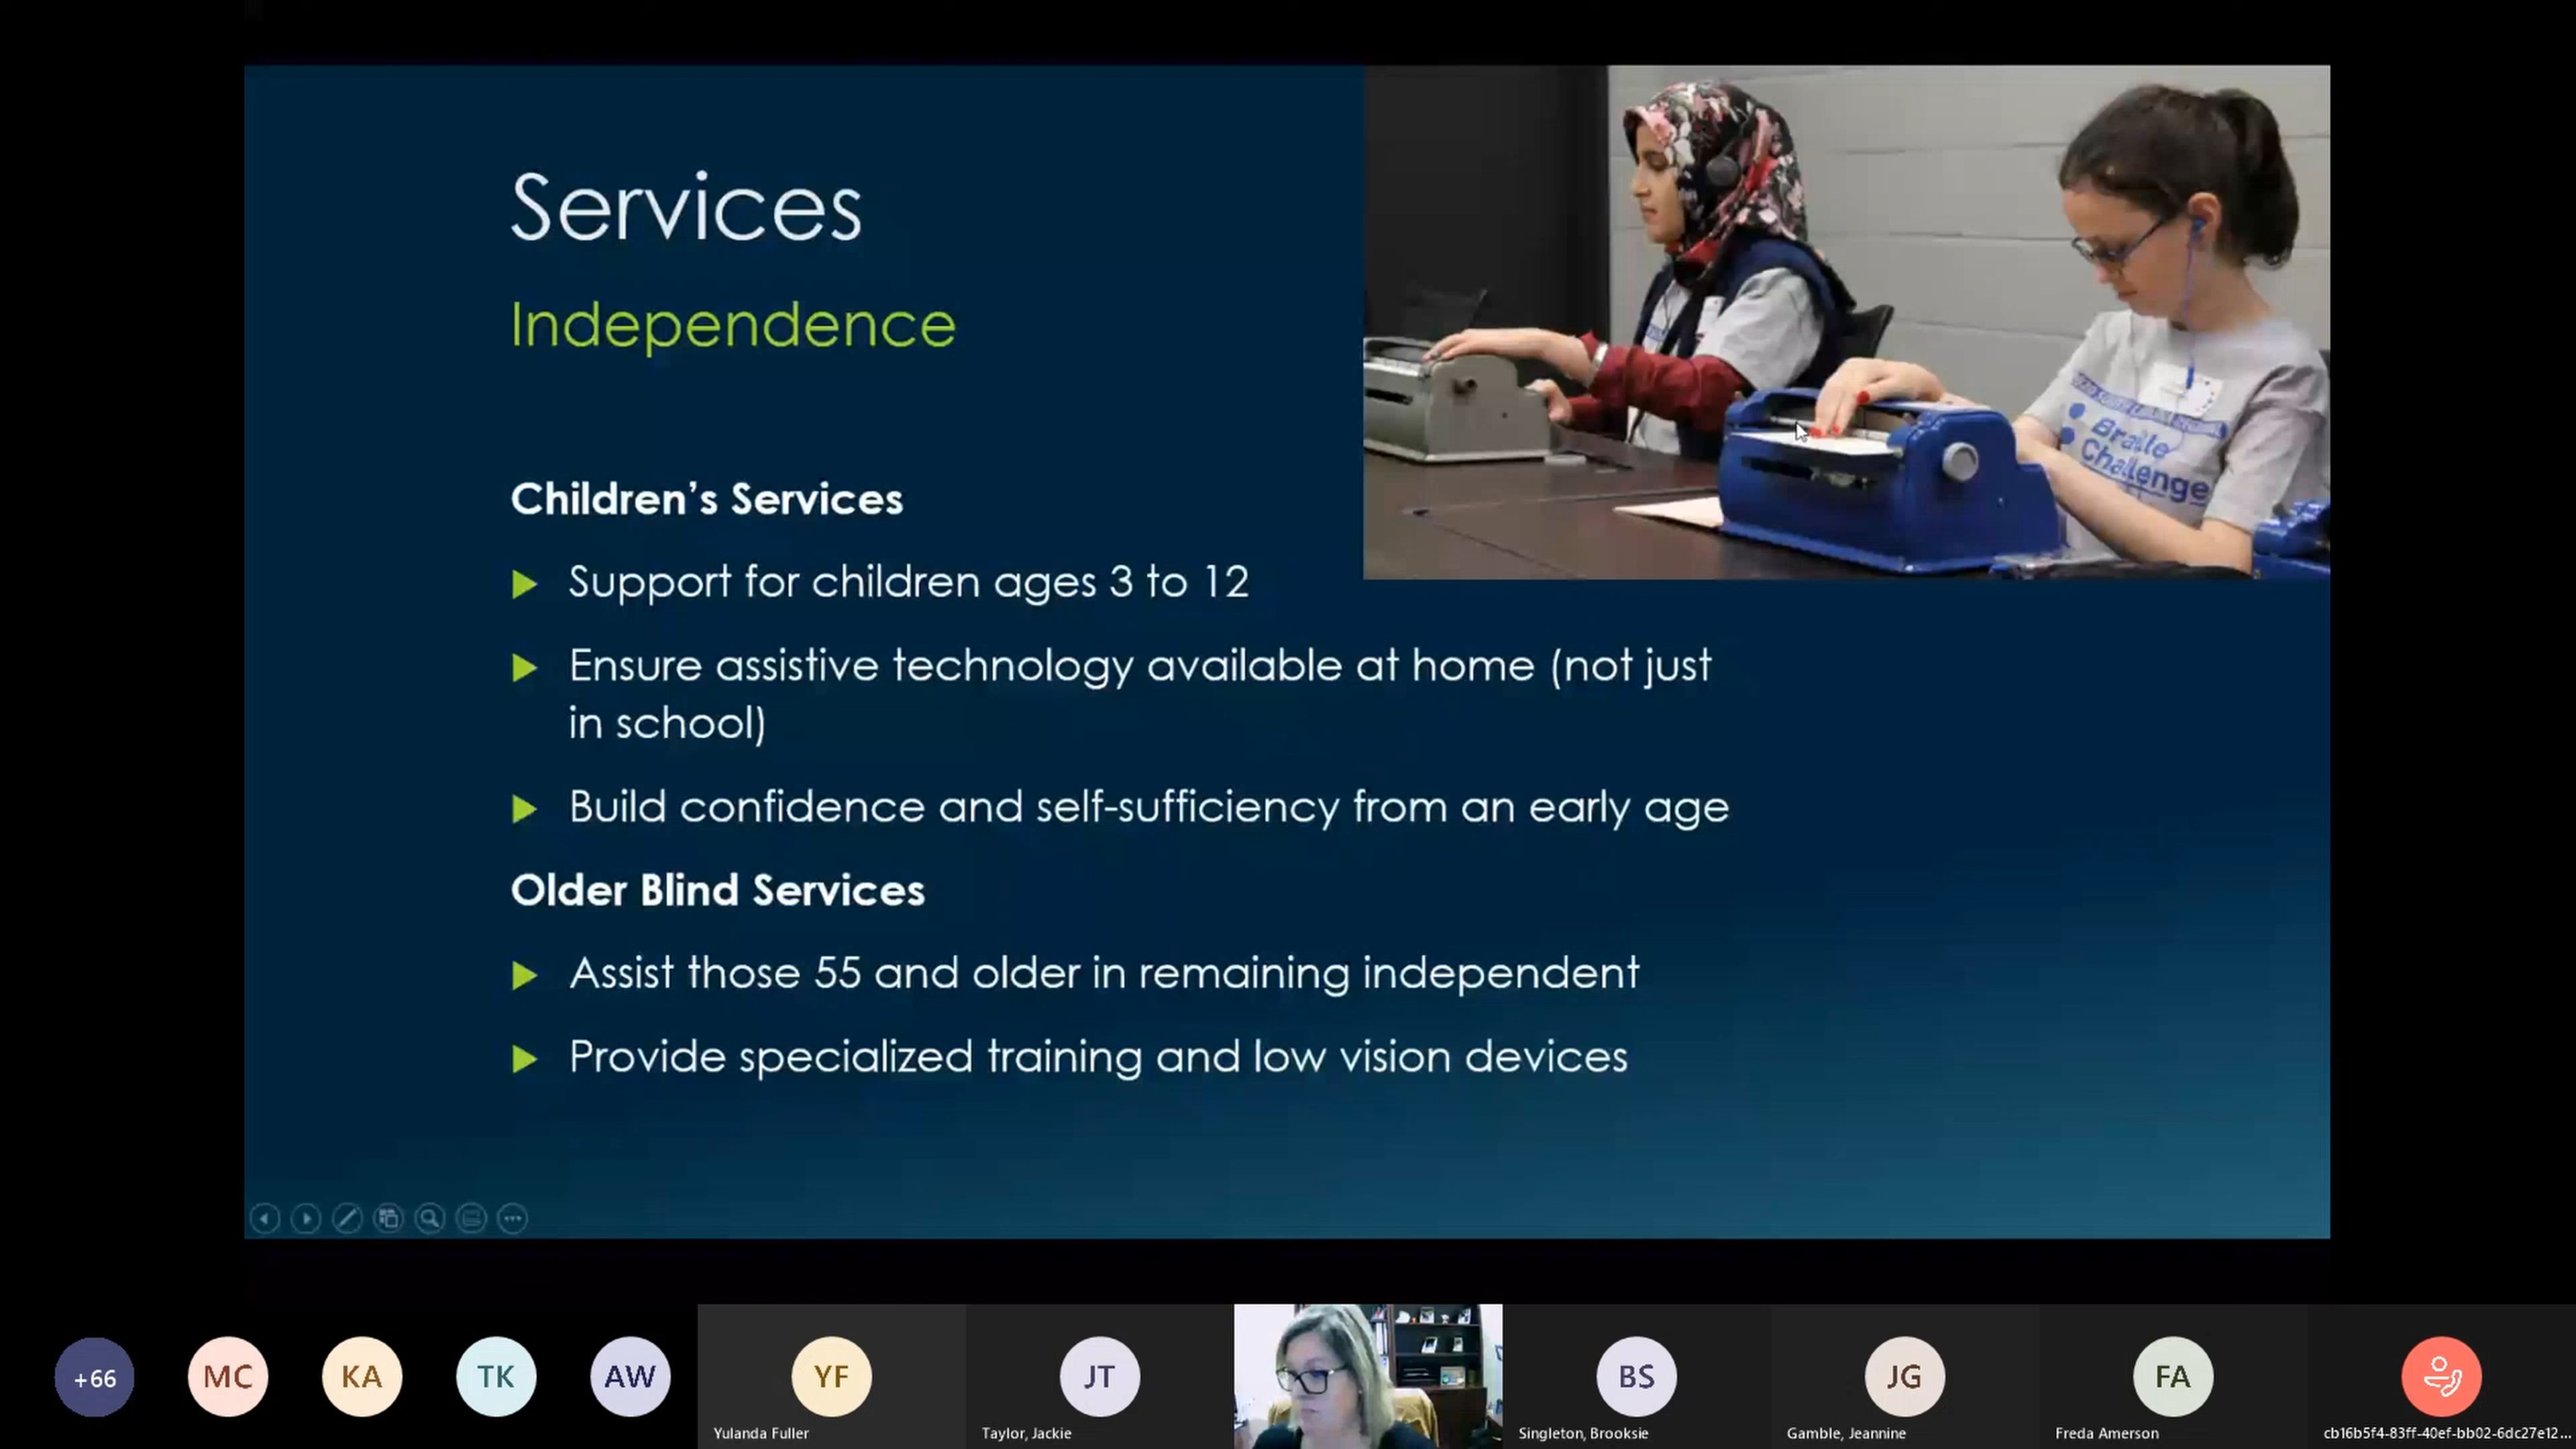 Services
Independence
Children's Services
Support for children ages 3 to 12
Ensure assistive technology available at home (not just
in school)
Build confidence and self-sufficiency from an early age
Older Blind Services
Assist those 55 and older in remaining independent
Provide specialized training and low vision devices
Braille
Challenge
+66
MC
KA
TK
AW
YF
Yulanda Fuller
JT
Taylor, Jackie
BS
Singleton, Brooksie
JG
Gamble, Jeannine
FA
Freda Amerson
cb16b5f4-83ff-40ef-bb02-6dc27e12...